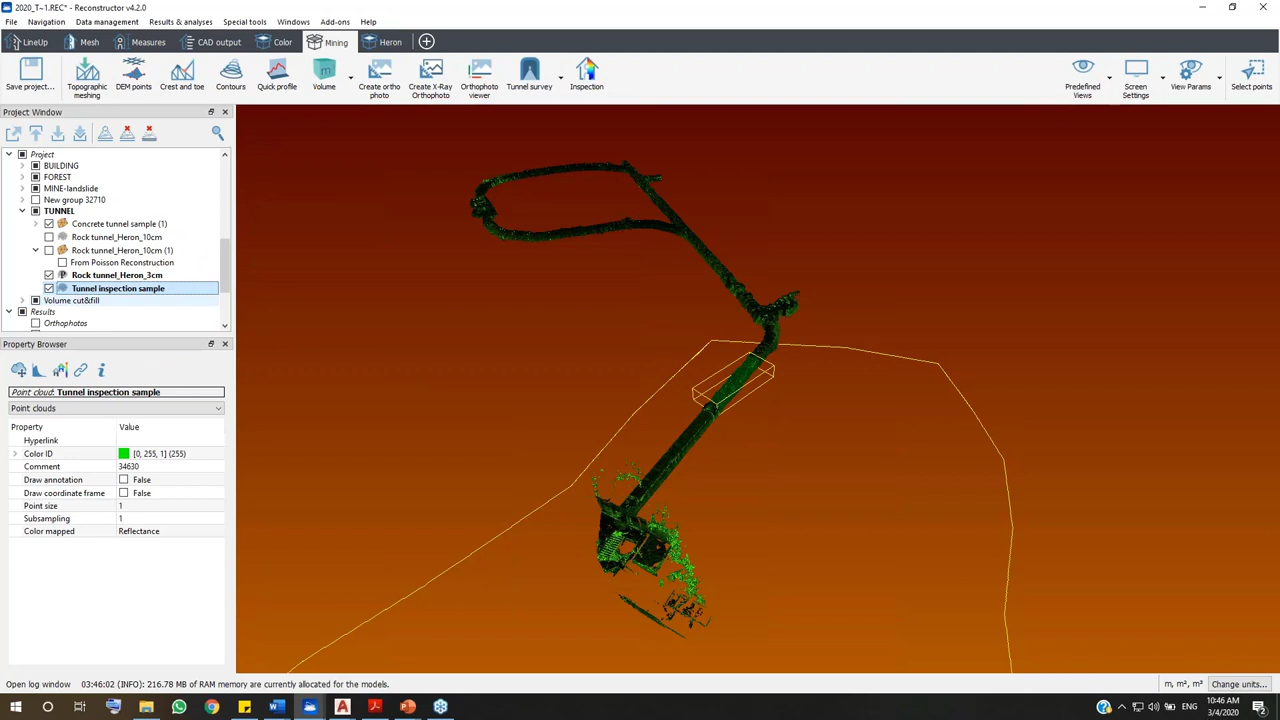 2020_T~1.REC* - Reconstructor v4.2.0
File Navigation Data management Results & analyses Special tools Windows Add-ons Help
LineUp Mesh Measures CAD output Color Mining Heron
Save project... Topographic meshing DEM points Crest and toe Contours Quick profile Volume Create ortho photo Create X-Ray Orthophoto Orthophoto viewer Tunnel survey Inspection Predefined Views Screen Settings View Params Select points
Project Window
Project
BUILDING
FOREST
MINE-landslide
New group 32710
TUNNEL
Concrete tunnel sample (1)
Rock tunnel_Heron_10cm
Rock tunnel_Heron_10cm (1)
From Poisson Reconstruction
Rock tunnel_Heron_3cm
Tunnel inspection sample
Volume cut&fill
Results
Orthophotos
Property Browser
Point cloud: Tunnel inspection sample
Point clouds
Property Value
Hyperlink
Color ID [0, 255, 1] (255)
Comment 34630
Draw annotation False
Draw coordinate frame False
Point size 1
Subsampling 1
Color mapped Reflectance
Open log window 03:46:02 (INFO): 216.78 MB of RAM memory are currently allocated for the models. m, m², m³ Change units...
ENG 10:46 AM
3/4/2020